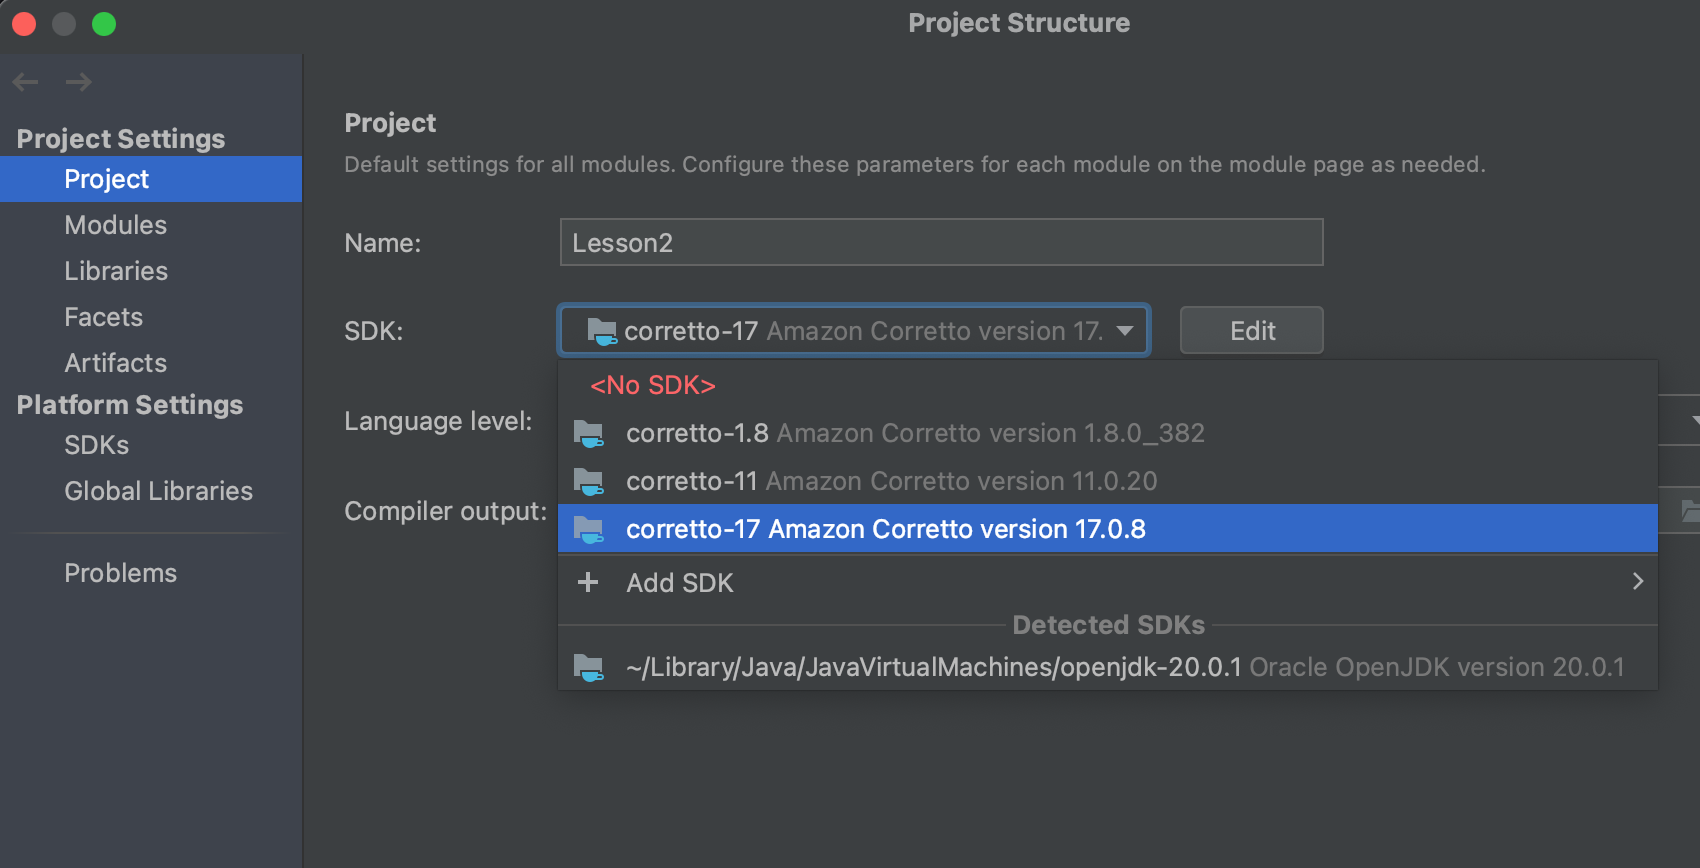 Project Structure
Project Settings
Project
Modules
Libraries
Facets
Artifacts
Platform Settings
SDKs
Global Libraries
Problems
Project
Default settings for all modules. Configure these parameters for each module on the module page as needed.
Name: Lesson2
SDK: corretto-17 Amazon Corretto version 17. Edit
<No SDK>
Language level:
corretto-1.8 Amazon Corretto version 1.8.0_382
corretto-11 Amazon Corretto version 11.0.20
Compiler output:
corretto-17 Amazon Corretto version 17.0.8
Add SDK
Detected SDKs
~/Library/Java/JavaVirtualMachines/openjdk-20.0.1 Oracle OpenJDK version 20.0.1